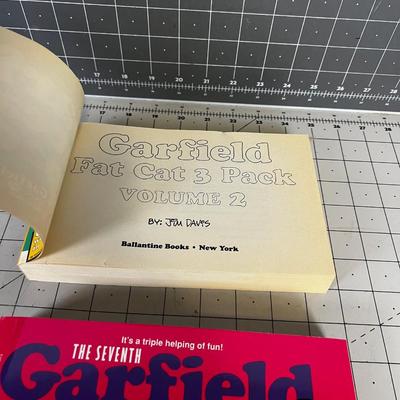 Garfield
Fat Cat 3 Pack
VOLUME 2
BY: JIM DAVIS
Ballantine Books • New York
It's a triple helping of fun!
THE SEVENTH
Garfield